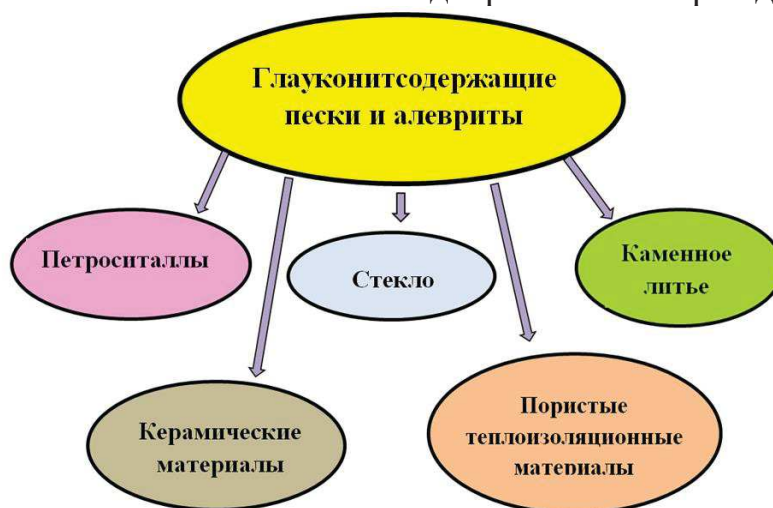 Глауконитсодержащие
пески и алевриты
Петроситаллы
Стекло
Каменное
литье
Керамические
материалы
Пористые
теплоизоляционные
материалы